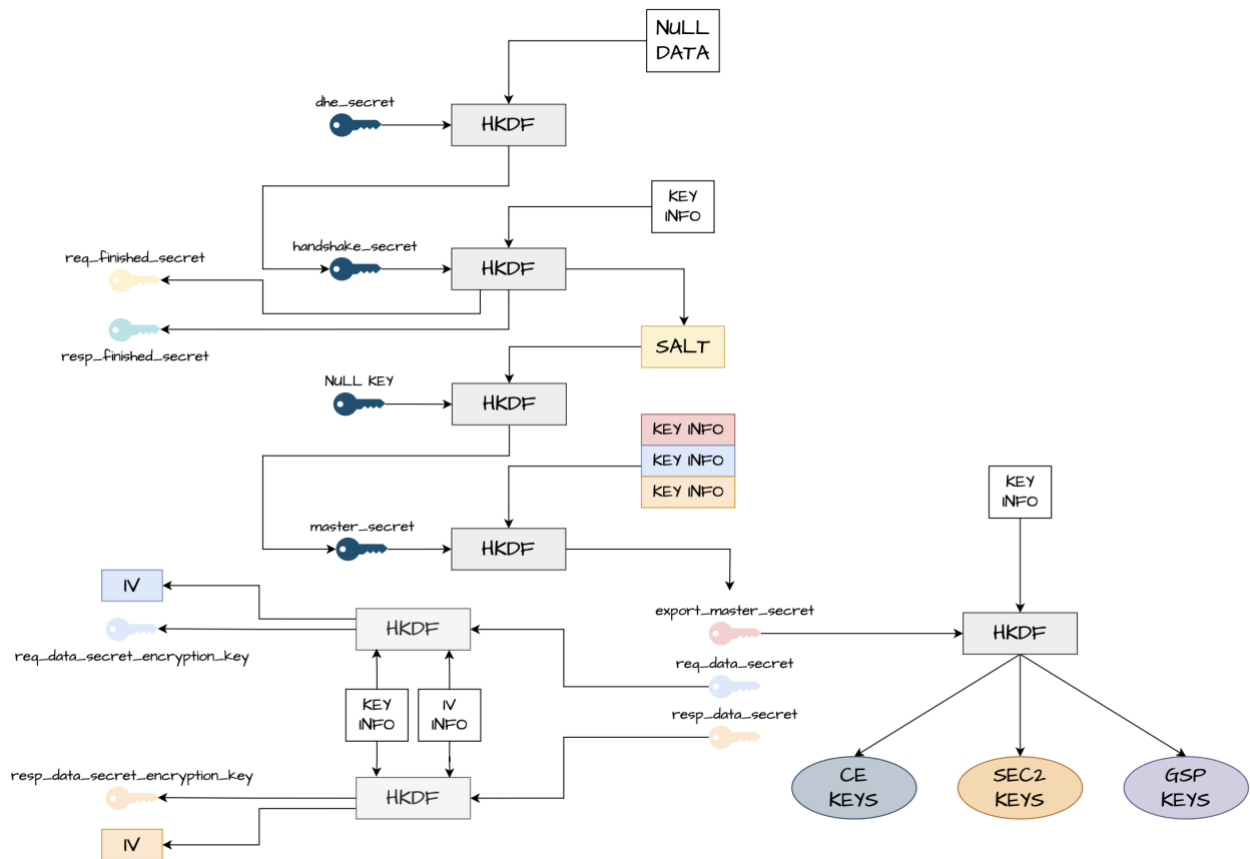 NULL
DATA
dhe_secret
HKDF
KEY
INFO
handshake_secret
HKDF
req_finished_secret
resp_finished_secret
SALT
NULL KEY
HKDF
KEY INFO
KEY INFO
KEY INFO
master_secret
HKDF
KEY
INFO
IV
HKDF
req_data_secret_encryption_key
export_master_secret
HKDF
req_data_secret
KEY
INFO
IV
INFO
resp_data_secret
resp_data_secret_encryption_key
HKDF
IV
CE
KEYS
SEC2
KEYS
GSP
KEYS